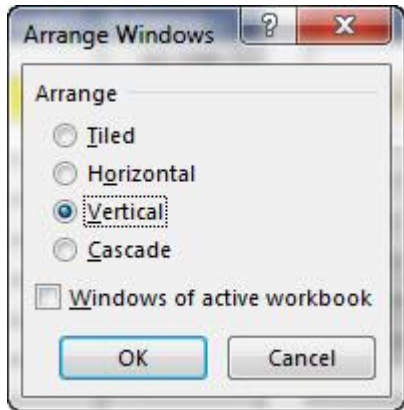 Arrange Windows ?
Arrange
Tiled
Horizontal
Vertical
Cascade
Windows of active workbook
OK Cancel